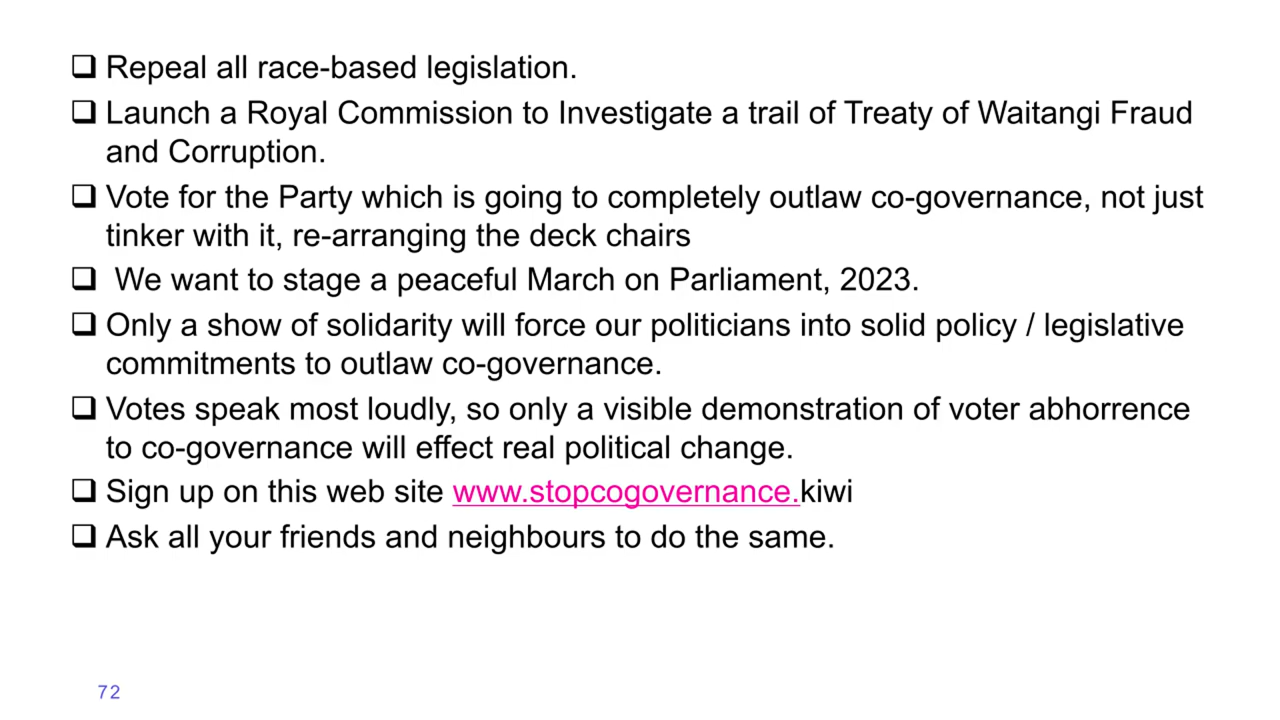 ❑ Repeal all race-based legislation.
❑ Launch a Royal Commission to Investigate a trail of Treaty of Waitangi Fraud
and Corruption.
❑ Vote for the Party which is going to completely outlaw co-governance, not just
tinker with it, re-arranging the deck chairs
❑ We want to stage a peaceful March on Parliament, 2023.
❑ Only a show of solidarity will force our politicians into solid policy / legislative
commitments to outlaw co-governance.
❑ Votes speak most loudly, so only a visible demonstration of voter abhorrence
to co-governance will effect real political change.
❑ Sign up on this web site www.stopcogovernance.kiwi
❑ Ask all your friends and neighbours to do the same.
72